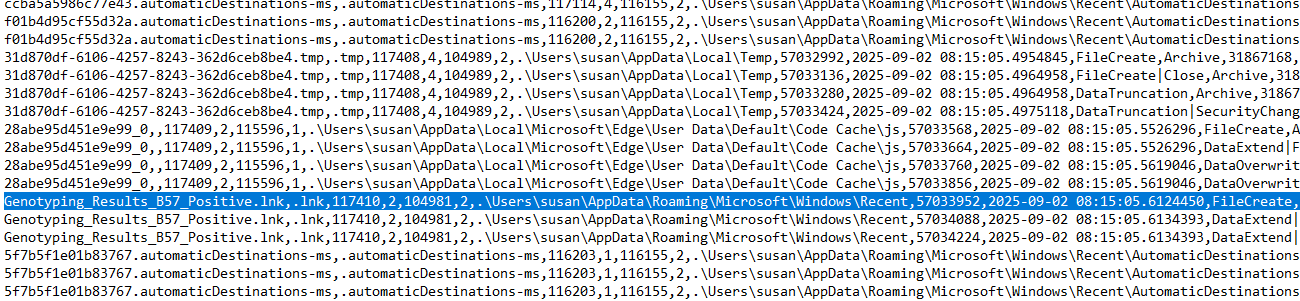 ccba5a5986c77e43.automaticDestinations-ms,.automaticDestinations-ms,117114,4,116155,2,.\Users\susan\AppData\Roaming\Microsoft\Windows\Recent\AutomaticDestinations
f01b4d95cf55d32a.automaticDestinations-ms,.automaticDestinations-ms,116200,2,116155,2,.\Users\susan\AppData\Roaming\Microsoft\Windows\Recent\AutomaticDestinations
f01b4d95cf55d32a.automaticDestinations-ms,.automaticDestinations-ms,116200,2,116155,2,.\Users\susan\AppData\Roaming\Microsoft\Windows\Recent\AutomaticDestinations
31d870df-6106-4257-8243-362d6ceb8be4.tmp,.tmp,117408,4,104989,2,.\Users\susan\AppData\Local\Temp,57032992,2025-09-02 08:15:05.4954845,FileCreate,Archive,31867168,
31d870df-6106-4257-8243-362d6ceb8be4.tmp,.tmp,117408,4,104989,2,.\Users\susan\AppData\Local\Temp,57033136,2025-09-02 08:15:05.4964958,FileCreate|Close,Archive,318
31d870df-6106-4257-8243-362d6ceb8be4.tmp,.tmp,117408,4,104989,2,.\Users\susan\AppData\Local\Temp,57033280,2025-09-02 08:15:05.4964958,DataTruncation,Archive,31867
31d870df-6106-4257-8243-362d6ceb8be4.tmp,.tmp,117408,4,104989,2,.\Users\susan\AppData\Local\Temp,57033424,2025-09-02 08:15:05.4975118,DataTruncation|SecurityChang
28abe95d451e9e99_0,,117409,2,115596,1,.\Users\susan\AppData\Local\Microsoft\Edge\User Data\Default\Code Cache\js,57033568,2025-09-02 08:15:05.5526296,FileCreate,A
28abe95d451e9e99_0,,117409,2,115596,1,.\Users\susan\AppData\Local\Microsoft\Edge\User Data\Default\Code Cache\js,57033664,2025-09-02 08:15:05.5526296,DataExtend|F
28abe95d451e9e99_0,,117409,2,115596,1,.\Users\susan\AppData\Local\Microsoft\Edge\User Data\Default\Code Cache\js,57033760,2025-09-02 08:15:05.5619046,DataOverwrit
28abe95d451e9e99_0,,117409,2,115596,1,.\Users\susan\AppData\Local\Microsoft\Edge\User Data\Default\Code Cache\js,57033856,2025-09-02 08:15:05.5619046,DataOverwrit
Genotyping_Results_B57_Positive.lnk,.lnk,117410,2,104981,2,.\Users\susan\AppData\Roaming\Microsoft\Windows\Recent,57033952,2025-09-02 08:15:05.6124450,FileCreate,
Genotyping_Results_B57_Positive.lnk,.lnk,117410,2,104981,2,.\Users\susan\AppData\Roaming\Microsoft\Windows\Recent,57034088,2025-09-02 08:15:05.6134393,DataExtend|
Genotyping_Results_B57_Positive.lnk,.lnk,117410,2,104981,2,.\Users\susan\AppData\Roaming\Microsoft\Windows\Recent,57034224,2025-09-02 08:15:05.6134393,DataExtend|
5f7b5f1e01b83767.automaticDestinations-ms,.automaticDestinations-ms,116203,1,116155,2,.\Users\susan\AppData\Roaming\Microsoft\Windows\Recent\AutomaticDestinations
5f7b5f1e01b83767.automaticDestinations-ms,.automaticDestinations-ms,116203,1,116155,2,.\Users\susan\AppData\Roaming\Microsoft\Windows\Recent\AutomaticDestinations
5f7b5f1e01b83767.automaticDestinations-ms,.automaticDestinations-ms,116203,1,116155,2,.\Users\susan\AppData\Roaming\Microsoft\Windows\Recent\AutomaticDestinations